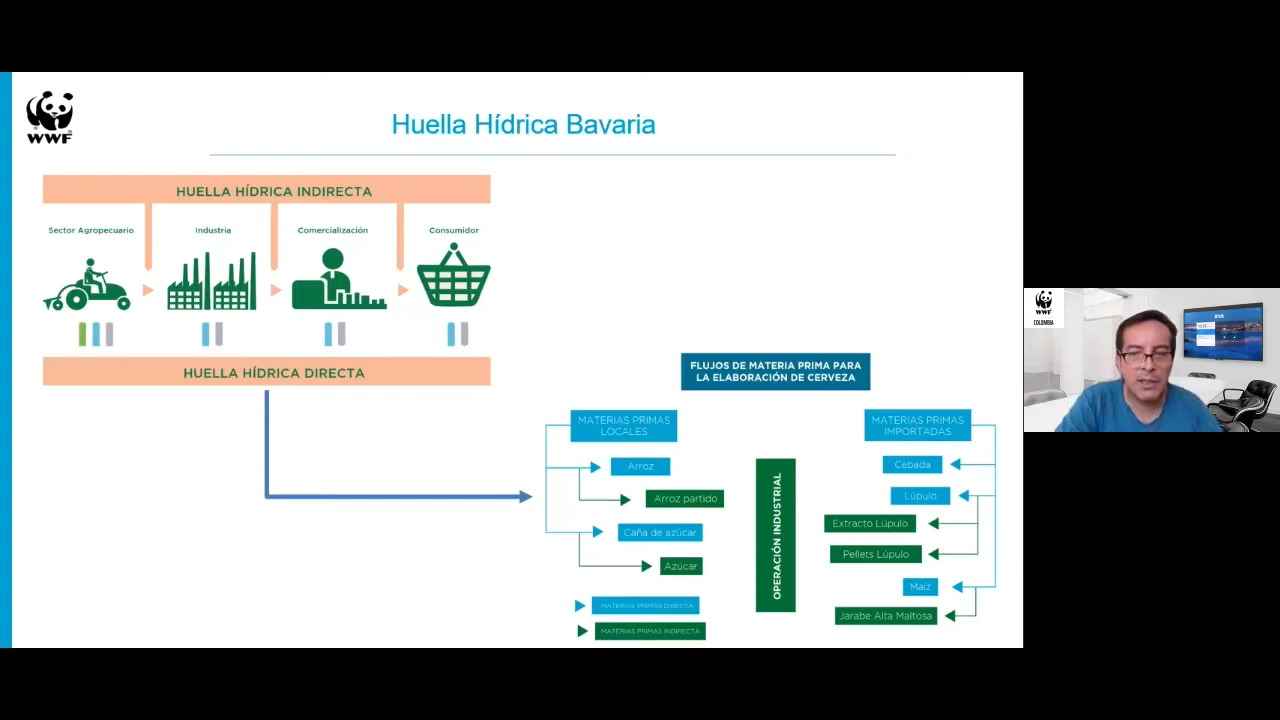 WWF
Huella Hídrica Bavaria
HUELLA HÍDRICA INDIRECTA
Sector Agropecuario
Industria
Comercialización
Consumidor
HUELLA HÍDRICA DIRECTA
FLUJOS DE MATERIA PRIMA PARA
LA ELABORACIÓN DE CERVEZA
MATERIAS PRIMAS
LOCALES
Arroz
Arroz partido
Caña de azúcar
Azúcar
MATERIAS PRIMAS DIRECTA
MATERIAS PRIMAS INDIRECTA
OPERACIÓN INDUSTRIAL
MATERIAS PRIMAS
IMPORTADAS
Cebada
Lúpulo
Extracto Lúpulo
Pellets Lúpulo
Maíz
Jarabe Alta Maltosa
WWF
COLOMBIA